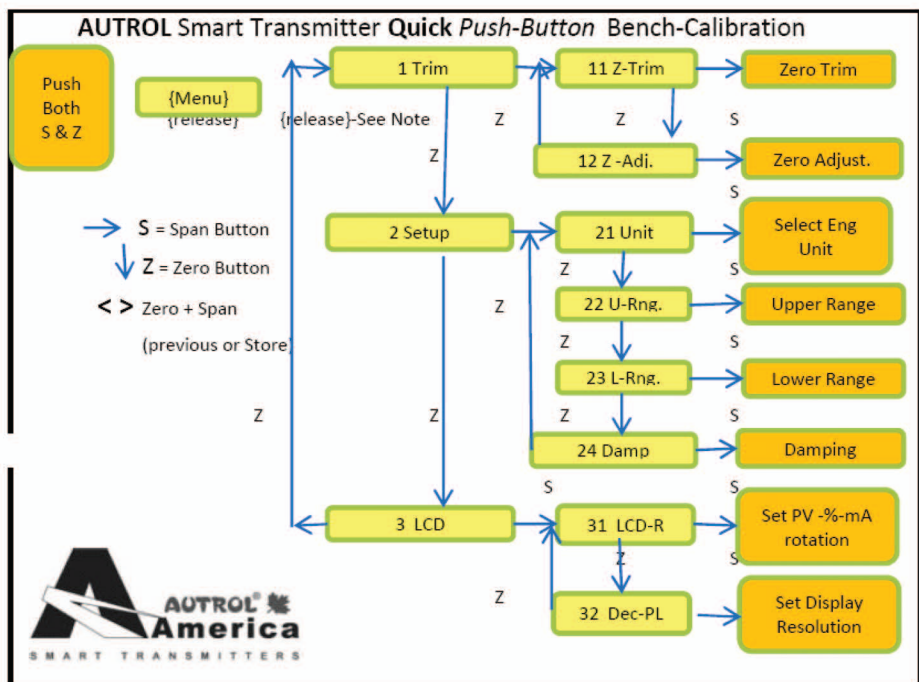 AUTROL Smart Transmitter Quick Push-Button Bench-Calibration
Push
Both
S & Z
{Menu}
{release} {release}-See Note
1 Trim
11 Z-Trim
Zero Trim
Z
Z
S
Z
12 Z -Adj.
Zero Adjust.
S
S = Span Button
Z = Zero Button
< > Zero + Span
(previous or Store)
2 Setup
21 Unit
Select Eng
Unit
Z
S
Z
22 U-Rng.
Upper Range
Z
S
23 L-Rng.
Lower Range
Z
Z
Z
S
24 Damp
Damping
S
S
3 LCD
31 LCD-R
Set PV -%-mA
rotation
Z
S
Z
32 Dec-PL
Set Display
Resolution
AUTROL®
America
SMART TRANSMITTERS